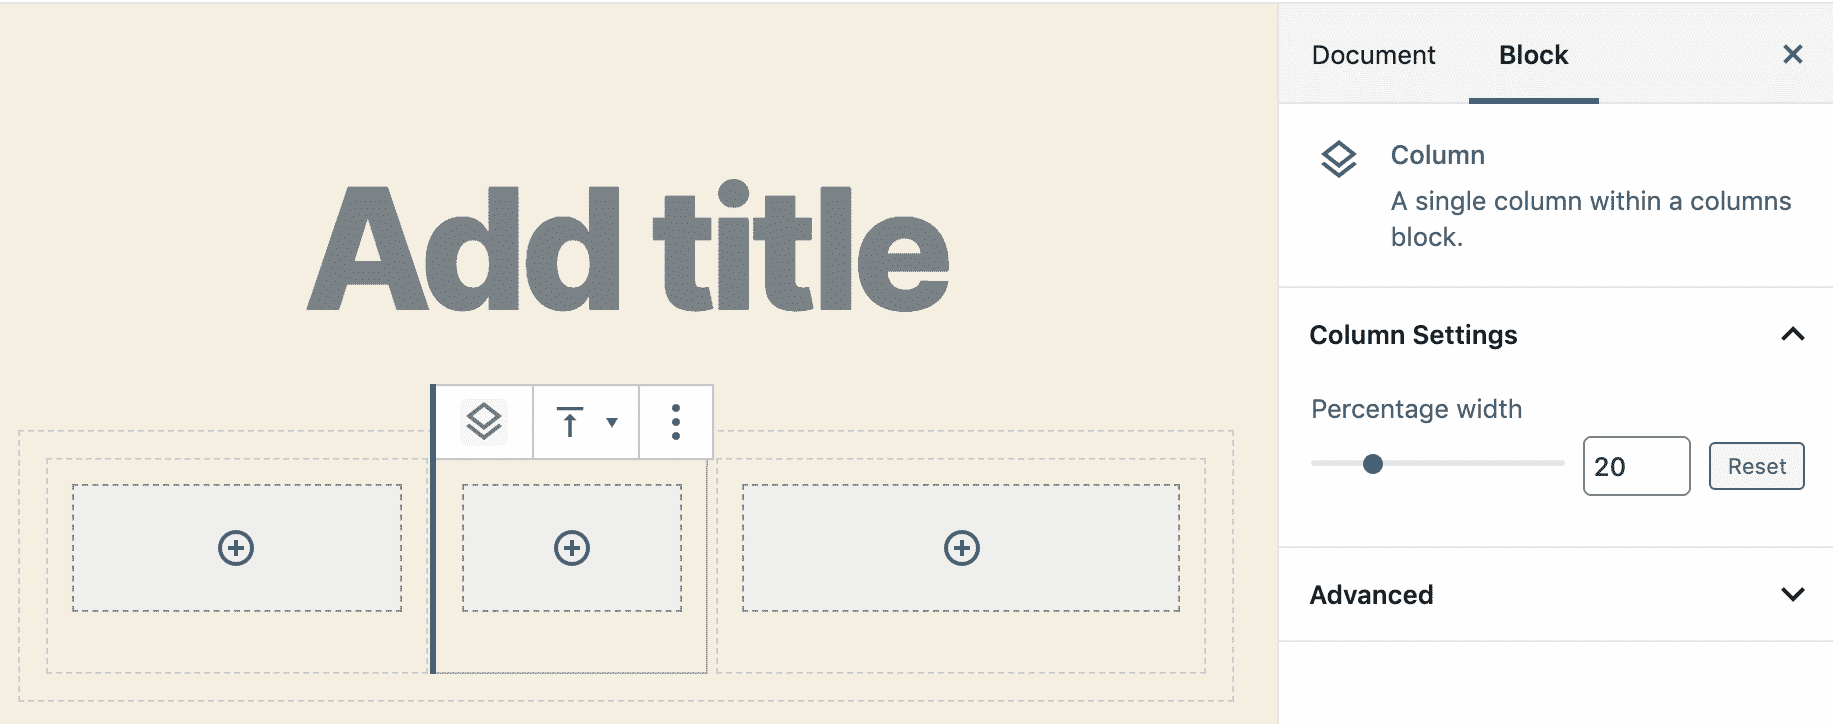 Document Block
Add title
Column
A single column within a columns
block.
Column Settings
Percentage width
20 Reset
Advanced